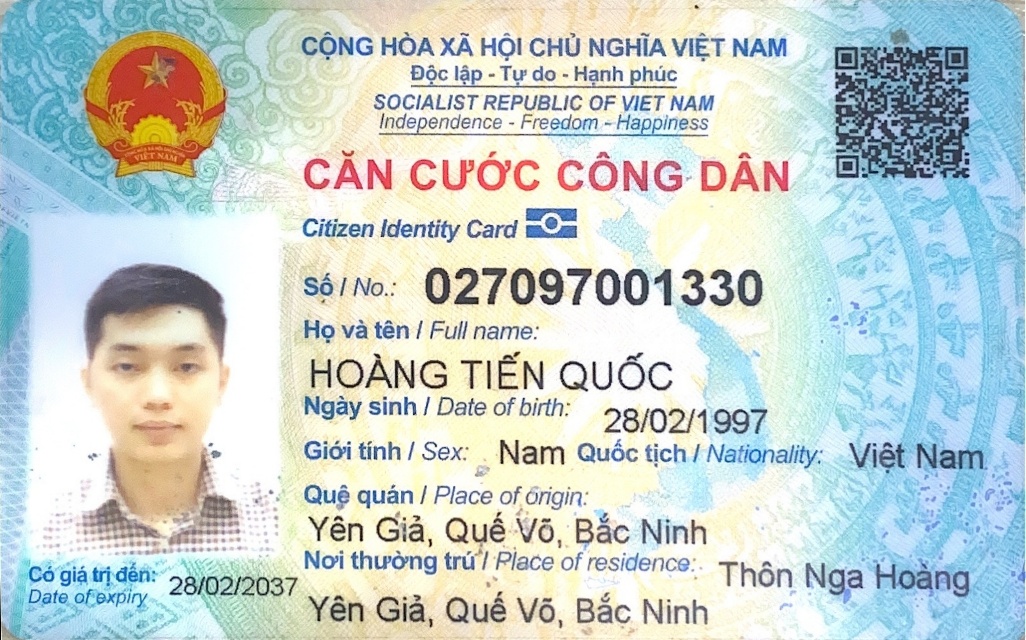 CỘNG HÒA XÃ HỘI CHỦ NGHĨA VIỆT NAM
Độc lập - Tự do - Hạnh phúc
SOCIALIST REPUBLIC OF VIET NAM
Independence - Freedom - Happiness
VIỆT NAM
CĂN CƯỚC CÔNG DÂN
Citizen Identity Card
Số / No.: 027097001330
Họ và tên / Full name:
HOÀNG TIẾN QUỐC
Ngày sinh / Date of birth: 28/02/1997
Giới tính / Sex: Nam Quốc tịch / Nationality: Việt Nam
Quê quán / Place of origin:
Yên Giả, Quế Võ, Bắc Ninh
Nơi thường trú / Place of residence: Thôn Nga Hoàng
Yên Giả, Quế Võ, Bắc Ninh
Có giá trị đến: 28/02/2037
Date of expiry